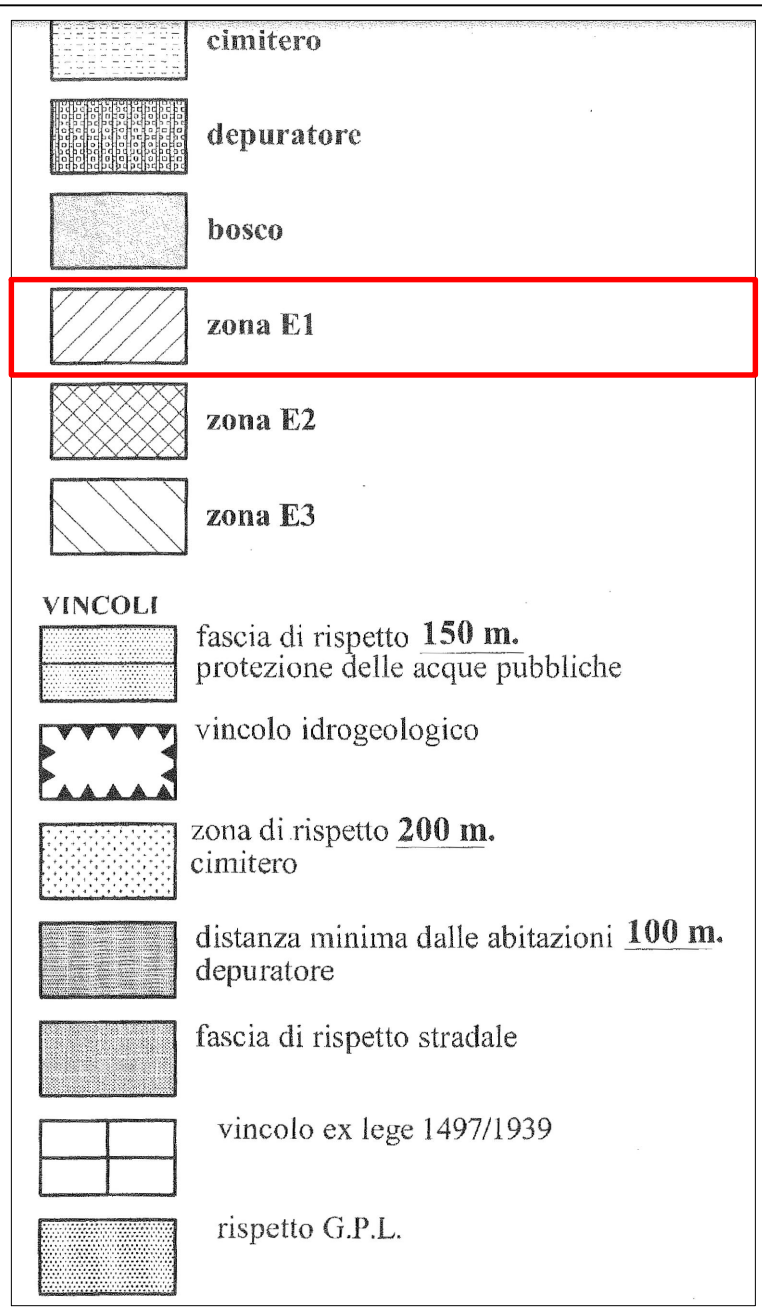 cimitero
depuratore
bosco
zona E1
zona E2
zona E3
VINCOLI
fascia di rispetto 150 m.
protezione delle acque pubbliche
vincolo idrogeologico
zona di rispetto 200 m.
cimitero
distanza minima dalle abitazioni 100 m.
depuratore
fascia di rispetto stradale
vincolo ex lege 1497/1939
rispetto G.P.L.